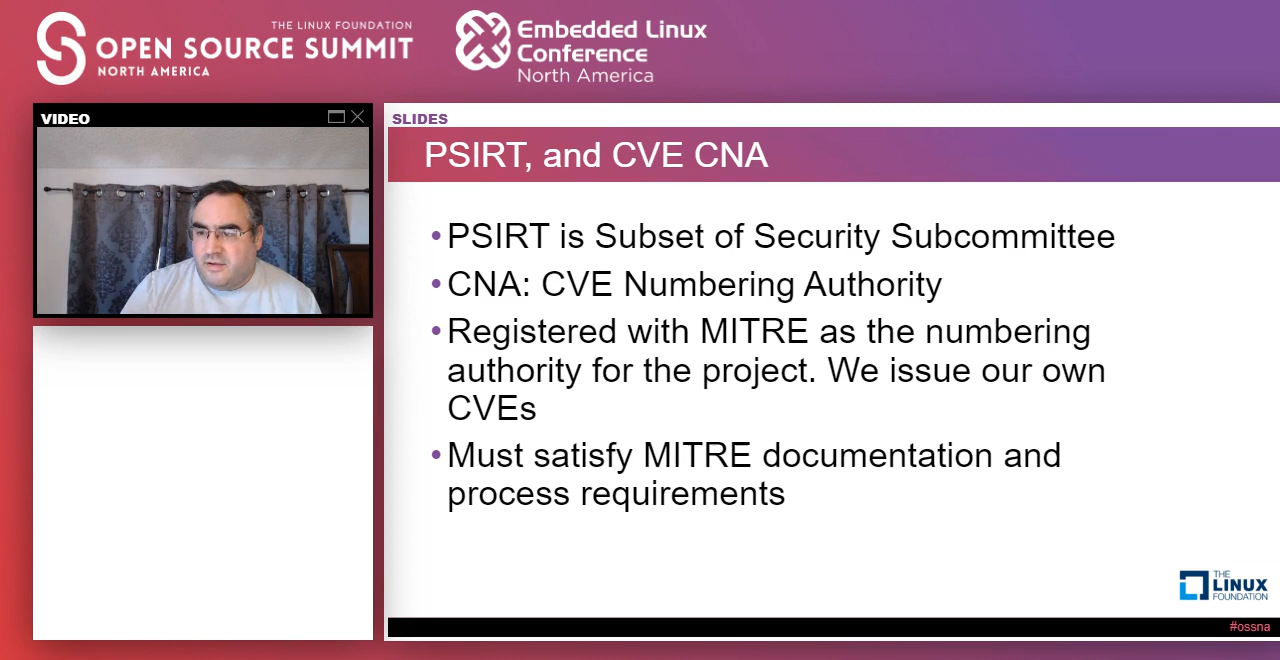 THE LINUX FOUNDATION
OPEN SOURCE SUMMIT
NORTH AMERICA
Embedded Linux
Conference
North America
VIDEO
SLIDES
PSIRT, and CVE CNA
•PSIRT is Subset of Security Subcommittee
•CNA: CVE Numbering Authority
•Registered with MITRE as the numbering
authority for the project. We issue our own
CVEs
•Must satisfy MITRE documentation and
process requirements
THE
LINUX
FOUNDATION
#ossna